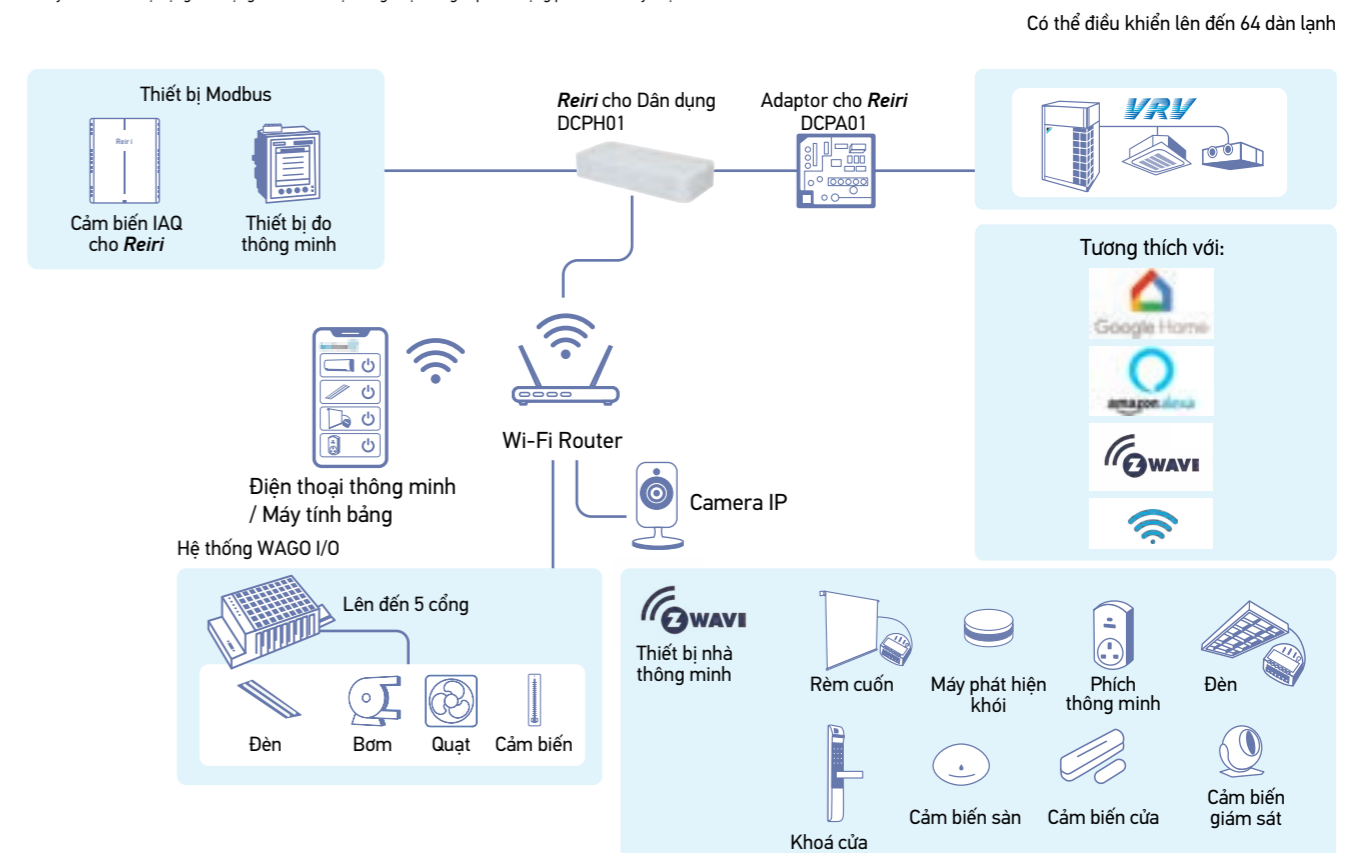 Có thể điều khiển lên đến 64 dàn lạnh
Thiết bị Modbus
Reiri
Cảm biến IAQ
cho Reiri
Thiết bị đo
thông minh
Reiri cho Dân dụng
DCPH01
Adaptor cho Reiri
DCPA01
VRV
Tương thích với:
Google Home
amazon alexa
Z WAVE
Wi-Fi Router
Điện thoại thông minh
/ Máy tính bảng
Camera IP
Hệ thống WAGO I/O
Lên đến 5 cổng
Đèn
Bơm
Quạt
Cảm biến
Z WAVE
Thiết bị nhà
thông minh
Rèm cuốn
Máy phát hiện
khói
Phích
thông minh
Đèn
Khoá cửa
Cảm biến sàn
Cảm biến cửa
Cảm biến
giám sát